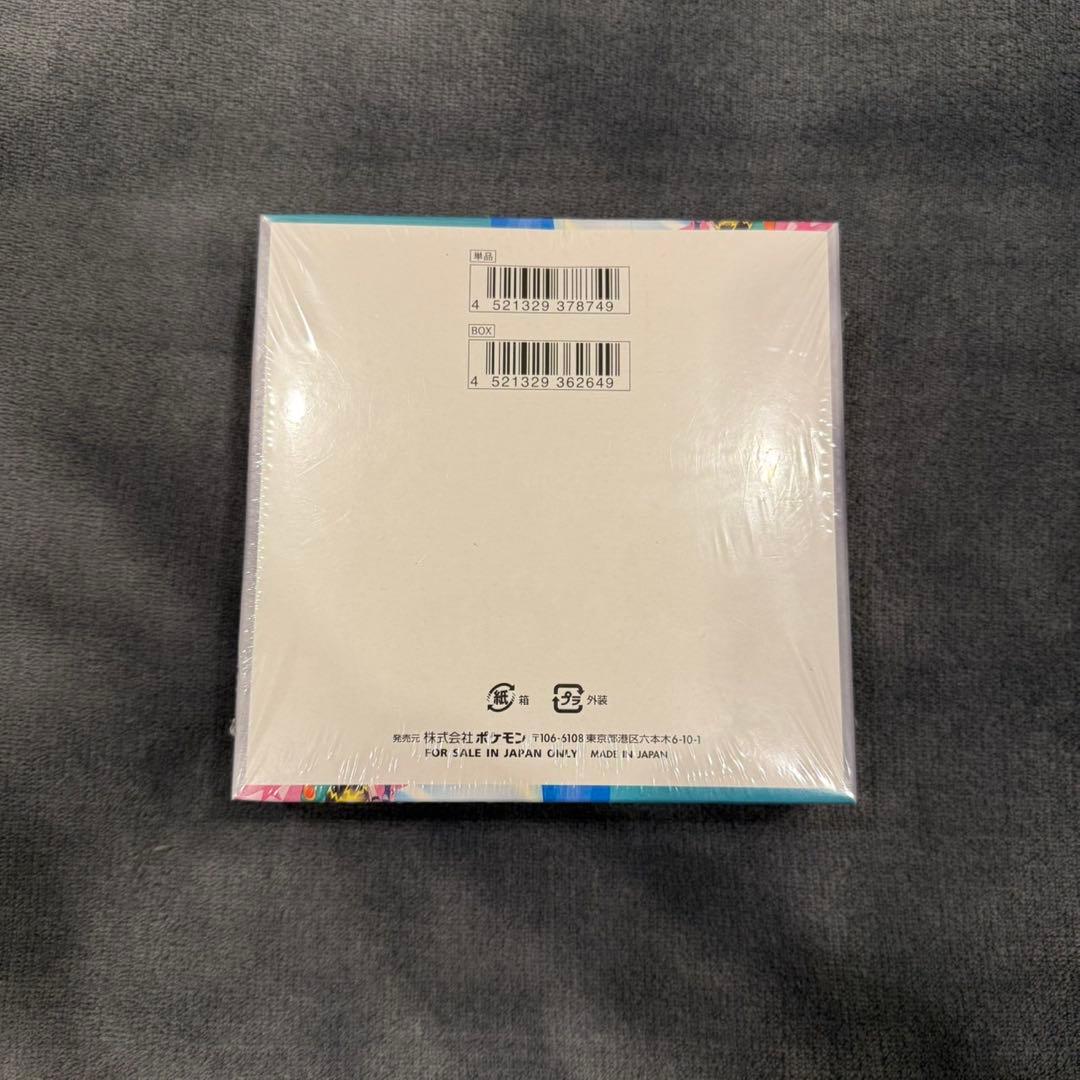 単品
4 521329 378749
BOX
4 521329 362649
紙 箱 プラ 外装
発売元 株式会社 ポケモン 〒106-6108 東京都港区六本木6-10-1
FOR SALE IN JAPAN ONLY MADE IN JAPAN